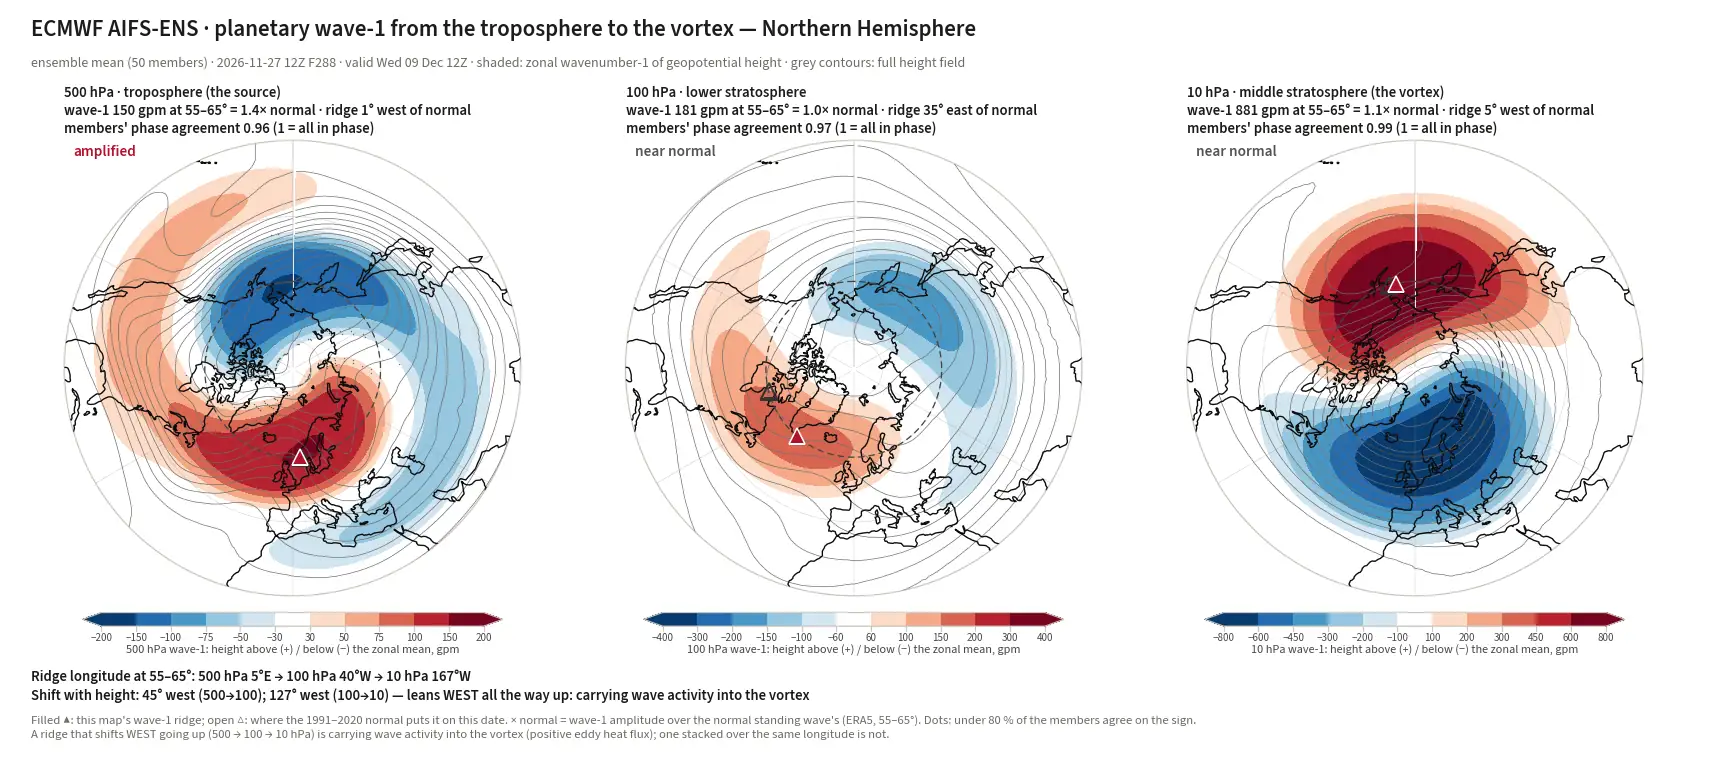 ECMWF AIFS-ENS · planetary wave-1 from the troposphere to the vortex — Northern Hemisphere
ensemble mean (50 members) · 2026-11-27 12Z F288 · valid Wed 09 Dec 12Z · shaded: zonal wavenumber-1 of geopotential height · grey contours: full height field
500 hPa · troposphere (the source)
wave-1 150 gpm at 55–65° = 1.4× normal · ridge 1° west of normal
members' phase agreement 0.96 (1 = all in phase)
amplified
100 hPa · lower stratosphere
wave-1 181 gpm at 55–65° = 1.0× normal · ridge 35° east of normal
members' phase agreement 0.97 (1 = all in phase)
near normal
10 hPa · middle stratosphere (the vortex)
wave-1 881 gpm at 55–65° = 1.1× normal · ridge 5° west of normal
members' phase agreement 0.99 (1 = all in phase)
near normal
−200 −150 −100 −75 −50 −30 30 50 75 100 150 200
500 hPa wave-1: height above (+) / below (−) the zonal mean, gpm
−400 −300 −200 −150 −100 −60 60 100 150 200 300 400
100 hPa wave-1: height above (+) / below (−) the zonal mean, gpm
−800 −600 −450 −300 −200 −100 100 200 300 450 600 800
10 hPa wave-1: height above (+) / below (−) the zonal mean, gpm
Ridge longitude at 55–65°: 500 hPa 5°E → 100 hPa 40°W → 10 hPa 167°W
Shift with height: 45° west (500→100); 127° west (100→10) — leans WEST all the way up: carrying wave activity into the vortex
Filled ▲: this map's wave-1 ridge; open △: where the 1991–2020 normal puts it on this date. × normal = wave-1 amplitude over the normal standing wave's (ERA5, 55–65°). Dots: under 80 % of the members agree on the sign.
A ridge that shifts WEST going up (500 → 100 → 10 hPa) is carrying wave activity into the vortex (positive eddy heat flux); one stacked over the same longitude is not.